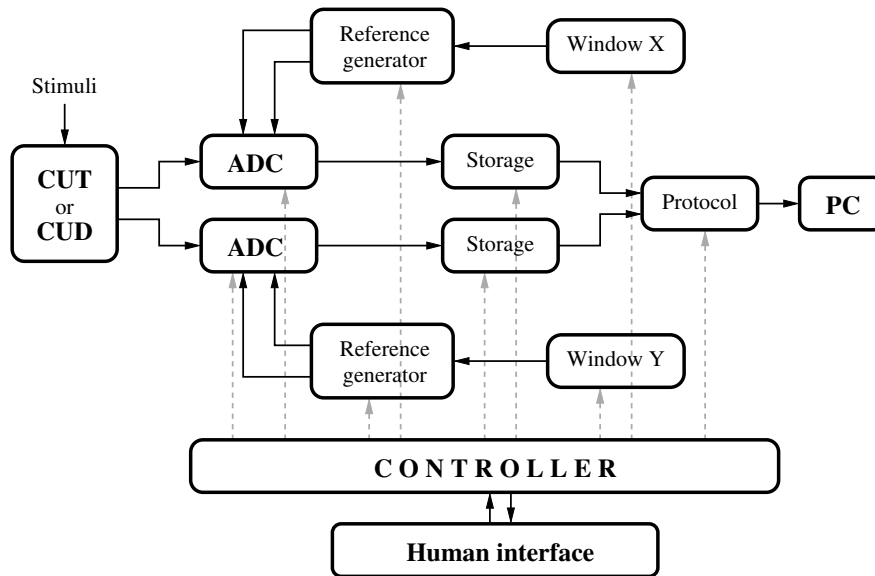 Reference
generator
Window X
Stimuli
CUT
or
CUD
ADC
Storage
Protocol
PC
ADC
Storage
Reference
generator
Window Y
CONTROLLER
Human interface